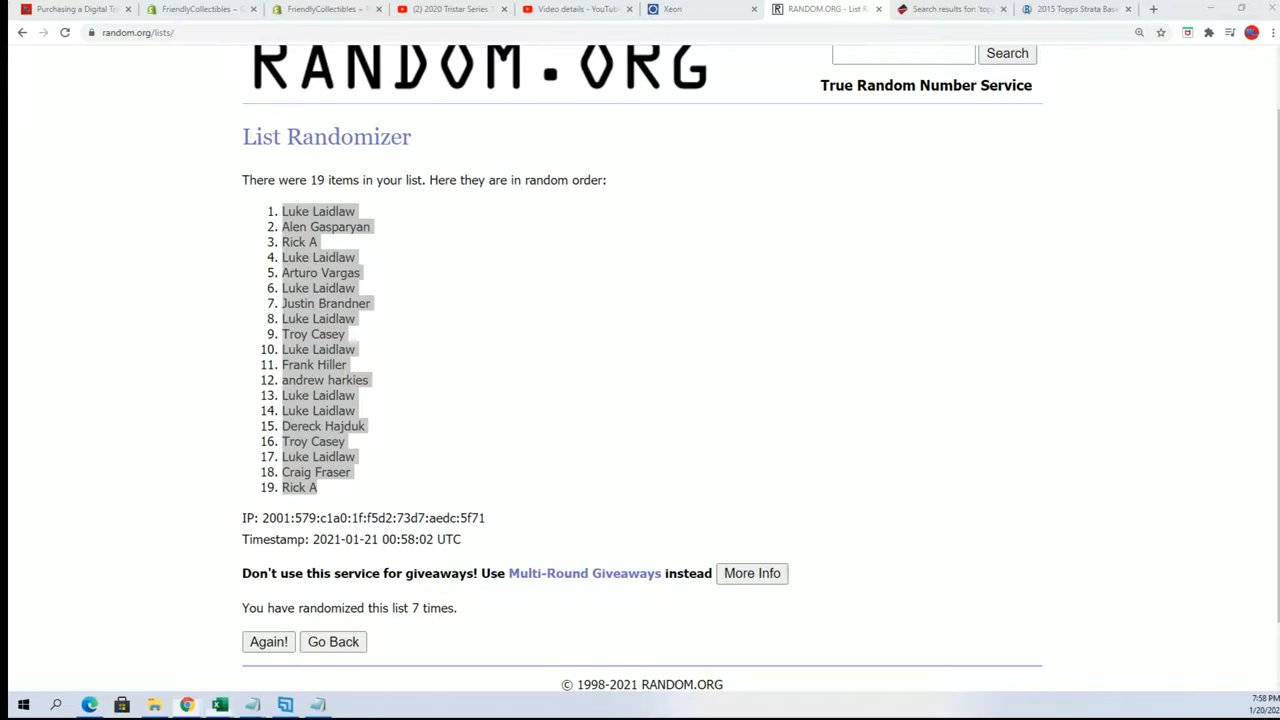 Purchasing a Digital Tr
FriendlyCollectibles ~
FriendlyCollectibles ~
(2) 2020 Tristar Series
Video details - YouTube
Xeori
RANDOM.ORG - List R
Search results for: 'top
2015 Topps Strata Bas
random.org/lists/
RANDOM.ORG
Search
True Random Number Service
List Randomizer
There were 19 items in your list. Here they are in random order:
1. Luke Laidlaw
2. Alen Gasparyan
3. Rick A
4. Luke Laidlaw
5. Arturo Vargas
6. Luke Laidlaw
7. Justin Brandner
8. Luke Laidlaw
9. Troy Casey
10. Luke Laidlaw
11. Frank Hiller
12. andrew harkies
13. Luke Laidlaw
14. Luke Laidlaw
15. Dereck Hajduk
16. Troy Casey
17. Luke Laidlaw
18. Craig Fraser
19. Rick A
IP: 2001:579:c1a0:1f:f5d2:73d7:aedc:5f71
Timestamp: 2021-01-21 00:58:02 UTC
Don't use this service for giveaways! Use Multi-Round Giveaways instead More Info
You have randomized this list 7 times.
Again! Go Back
© 1998-2021 RANDOM.ORG
7:58 PM
1/20/202